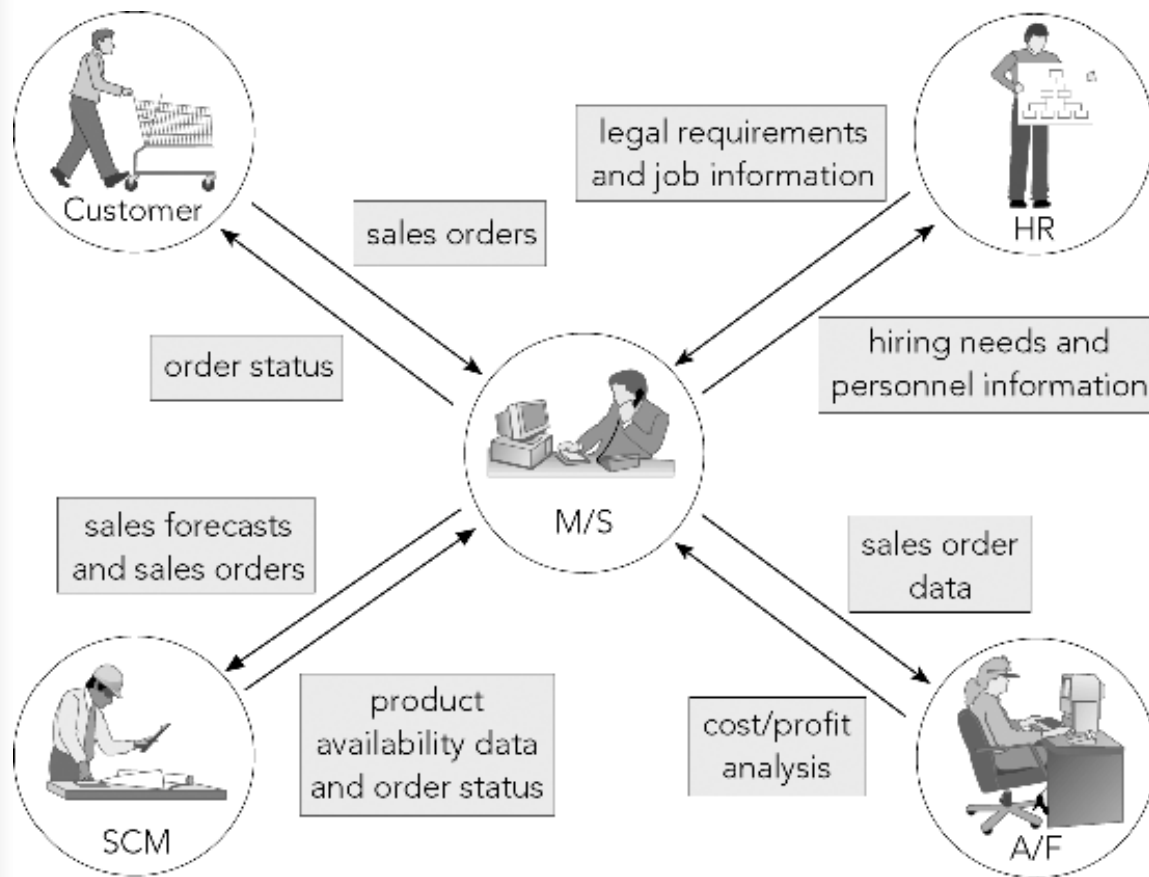 Customer
sales orders
order status
legal requirements
and job information
HR
hiring needs and
personnel information
M/S
sales forecasts
and sales orders
SCM
product
availability data
and order status
sales order
data
cost/profit
analysis
A/F